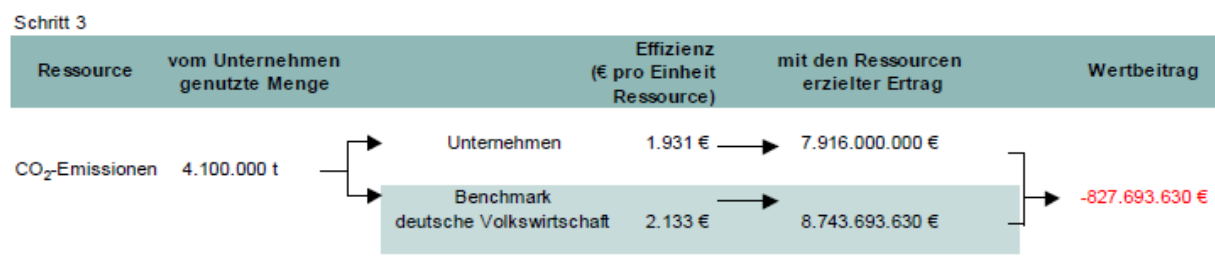 Schritt 3
Ressource
vom Unternehmen
genutzte Menge
Effizienz
(€ pro Einheit
Ressource)
mit den Ressourcen
erzielter Ertrag
Wertbeitrag
CO₂-Emissionen 4.100.000 t
Unternehmen 1.931 € 7.916.000.000 €
Benchmark
deutsche Volkswirtschaft 2.133 € 8.743.693.630 €
-827.693.630 €